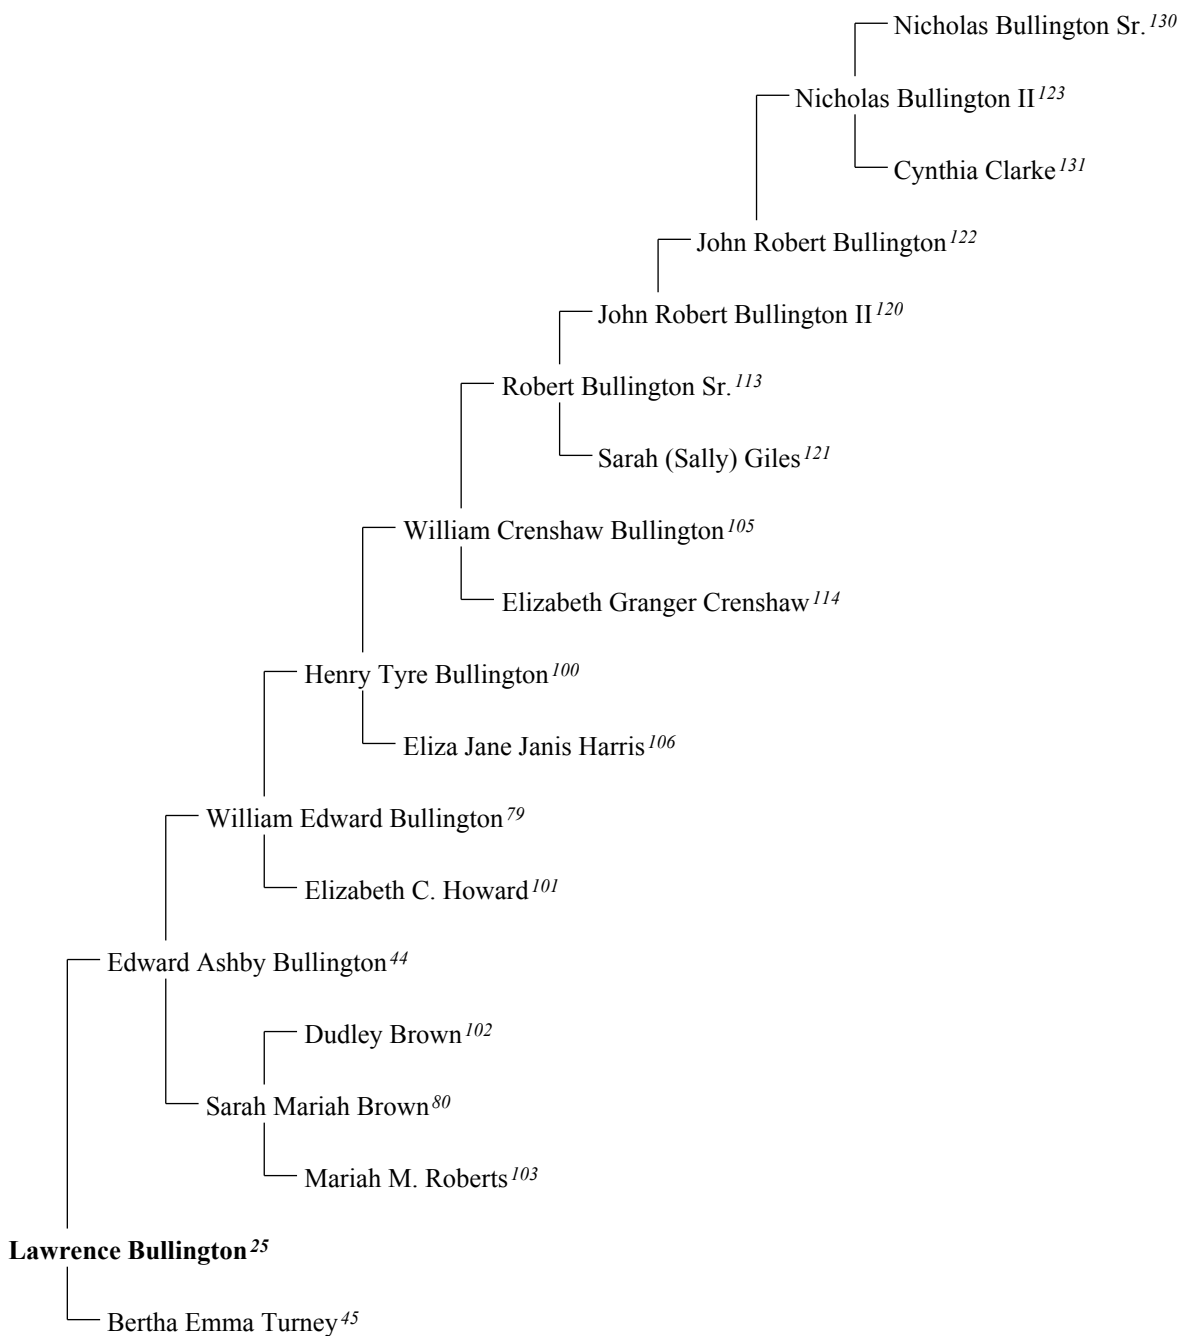 Nicholas Bullington Sr.130
Nicholas Bullington II123
Cynthia Clarke131
John Robert Bullington122
John Robert Bullington II120
Robert Bullington Sr.113
Sarah (Sally) Giles121
William Crenshaw Bullington105
Elizabeth Granger Crenshaw114
Henry Tyre Bullington100
Eliza Jane Janis Harris106
William Edward Bullington79
Elizabeth C. Howard101
Edward Ashby Bullington44
Dudley Brown102
Sarah Mariah Brown80
Mariah M. Roberts103
Lawrence Bullington25
Bertha Emma Turney45